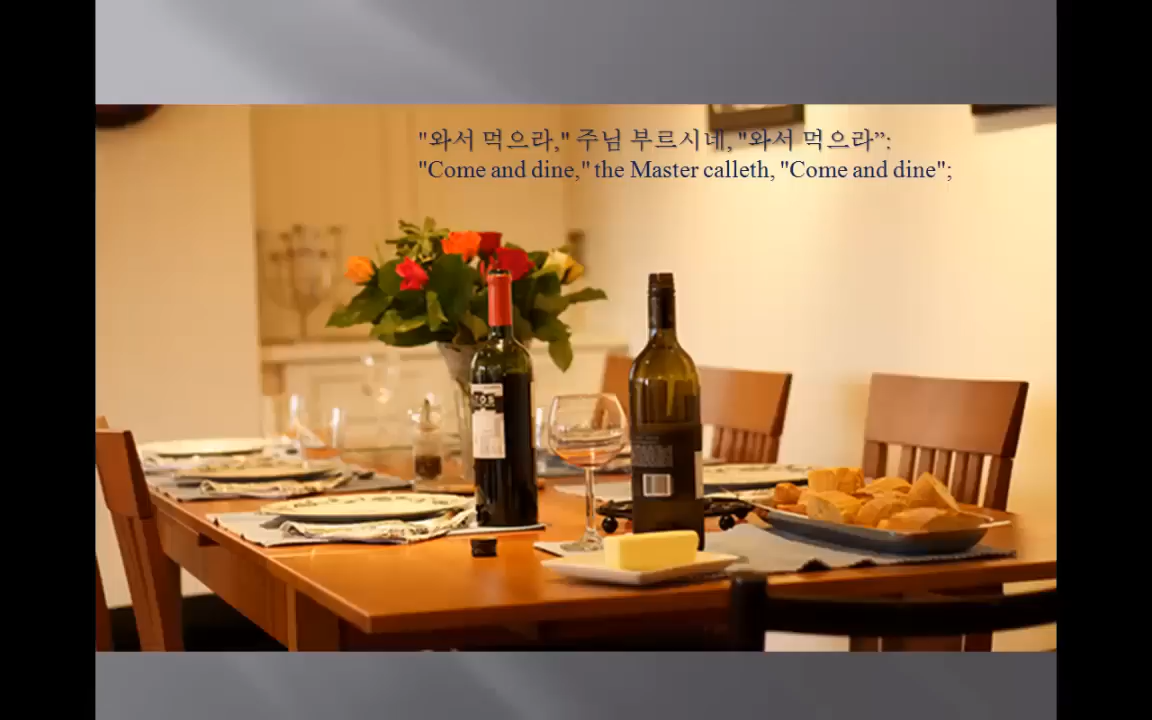 "와서 먹으라," 주님 부르시네, "와서 먹으라”:
"Come and dine," the Master calleth, "Come and dine";